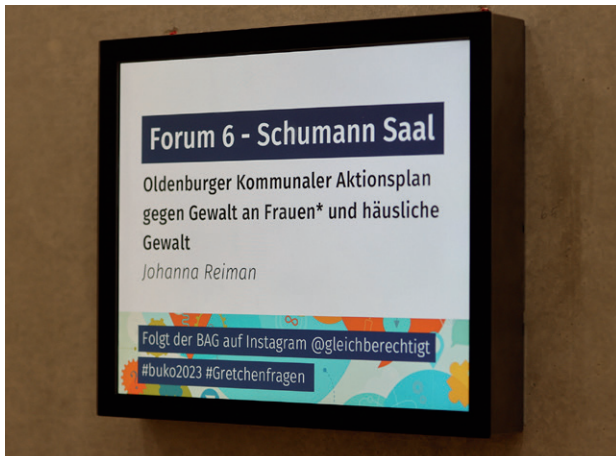 Forum 6 - Schumann Saal
Oldenburger Kommunaler Aktionsplan
gegen Gewalt an Frauen* und häusliche
Gewalt
Johanna Reiman
Folgt der BAG auf Instagram @gleichberechtigt
#buko2023 #Gretchenfragen